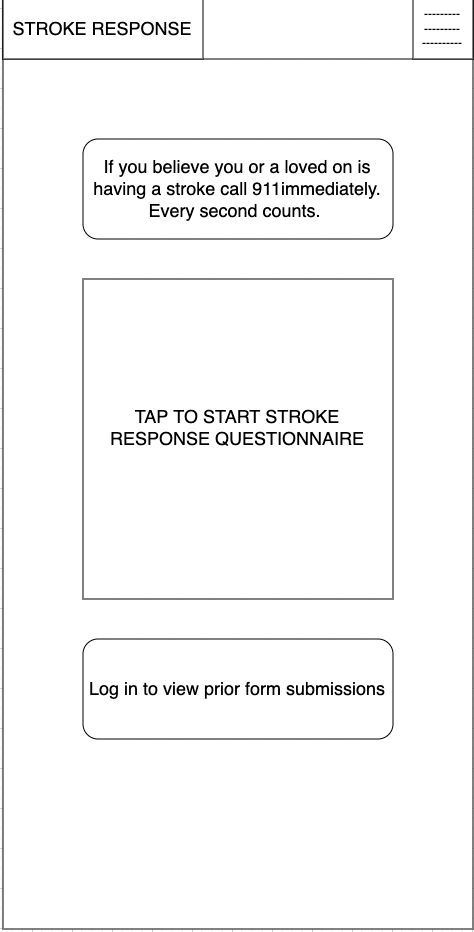 STROKE RESPONSE
---------
---------
----------
If you believe you or a loved on is
having a stroke call 911immediately.
Every second counts.
TAP TO START STROKE
RESPONSE QUESTIONNAIRE
Log in to view prior form submissions